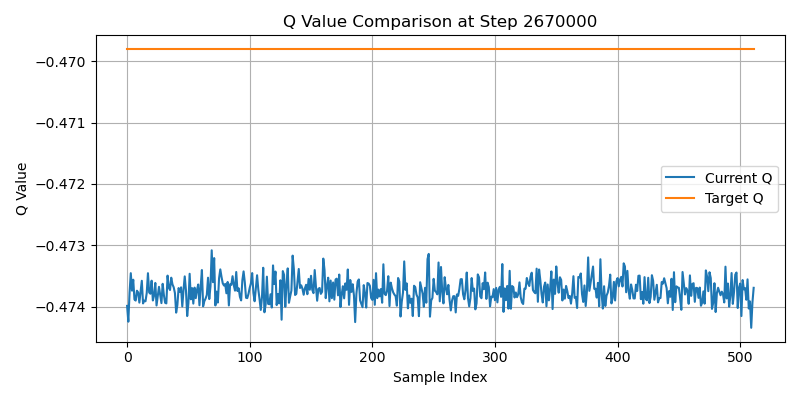 Q Value Comparison at Step 2670000
Q Value
−0.470
−0.471
−0.472
−0.473
−0.474
Current Q
Target Q
0
100
200
300
400
500
Sample Index